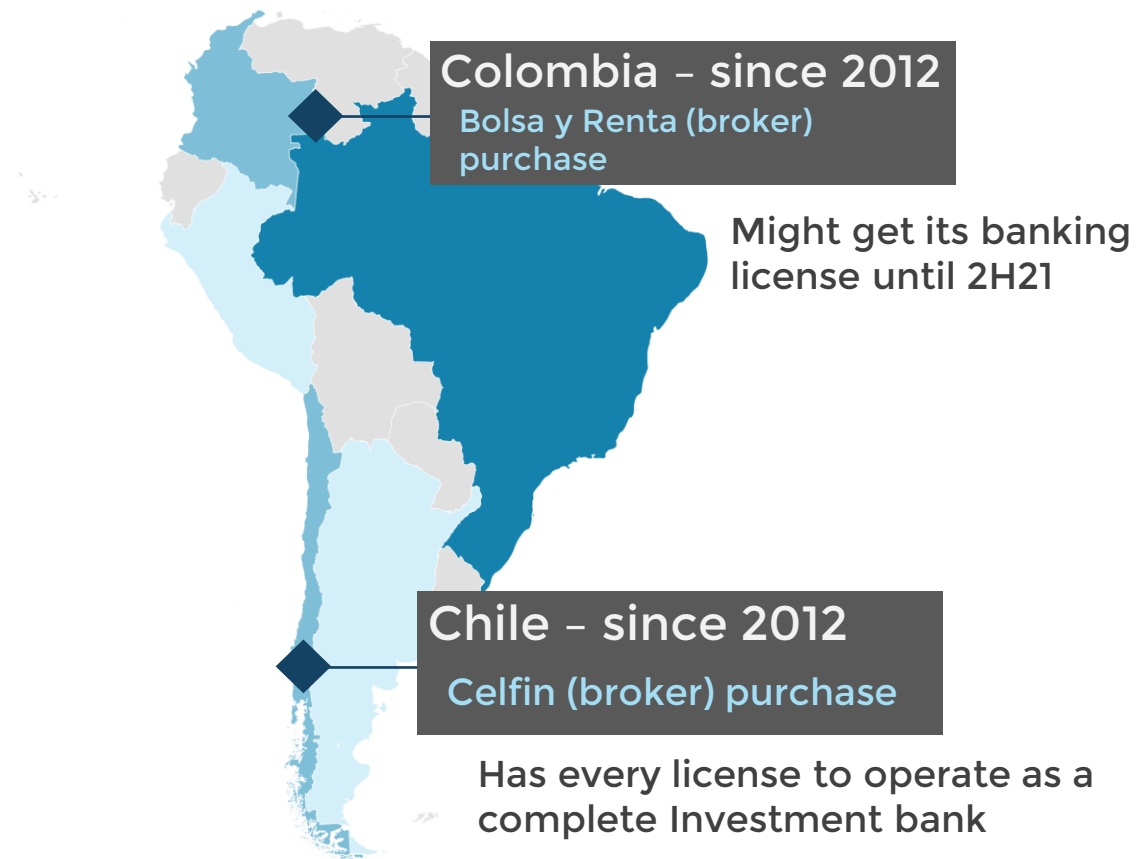 Colombia – since 2012
Bolsa y Renta (broker)
purchase
Might get its banking
license until 2H21
Chile – since 2012
Celfin (broker) purchase
Has every license to operate as a
complete Investment bank